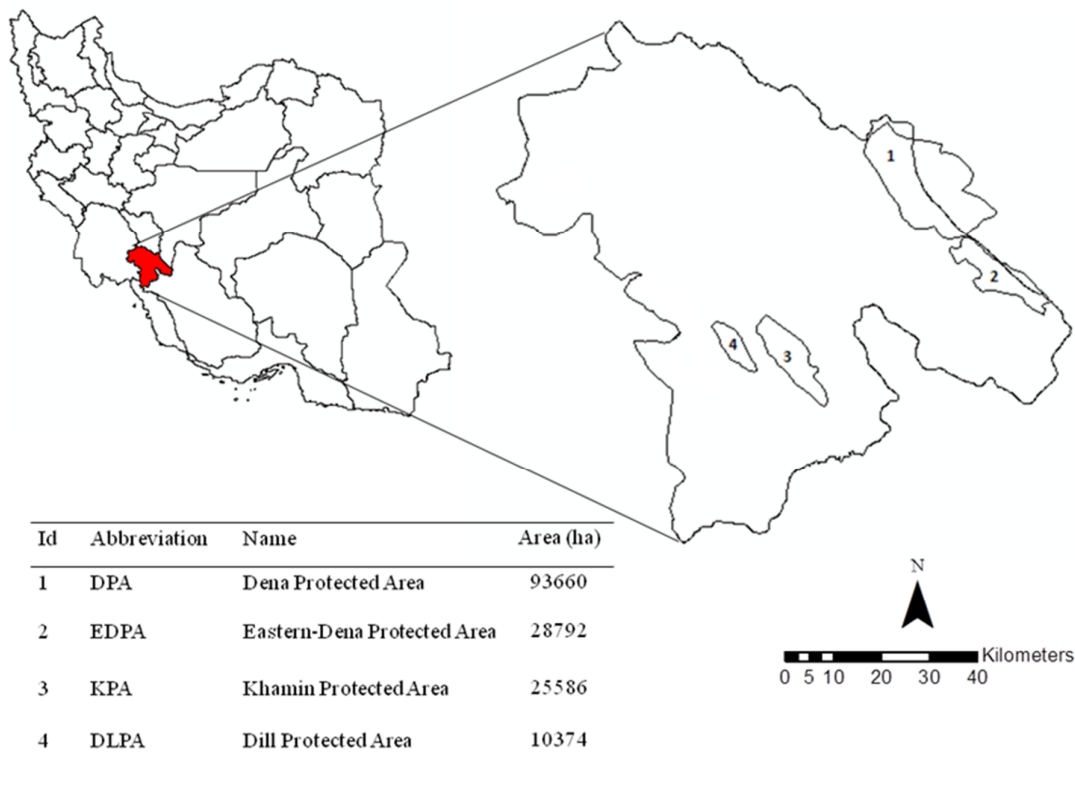 1
2
4
3
Id Abbreviation Name Area (ha)
1 DPA Dena Protected Area 93660
2 EDPA Eastern-Dena Protected Area 28792
3 KPA Khamin Protected Area 25586
4 DLPA Dill Protected Area 10374
N
Kilometers
0 5 10 20 30 40